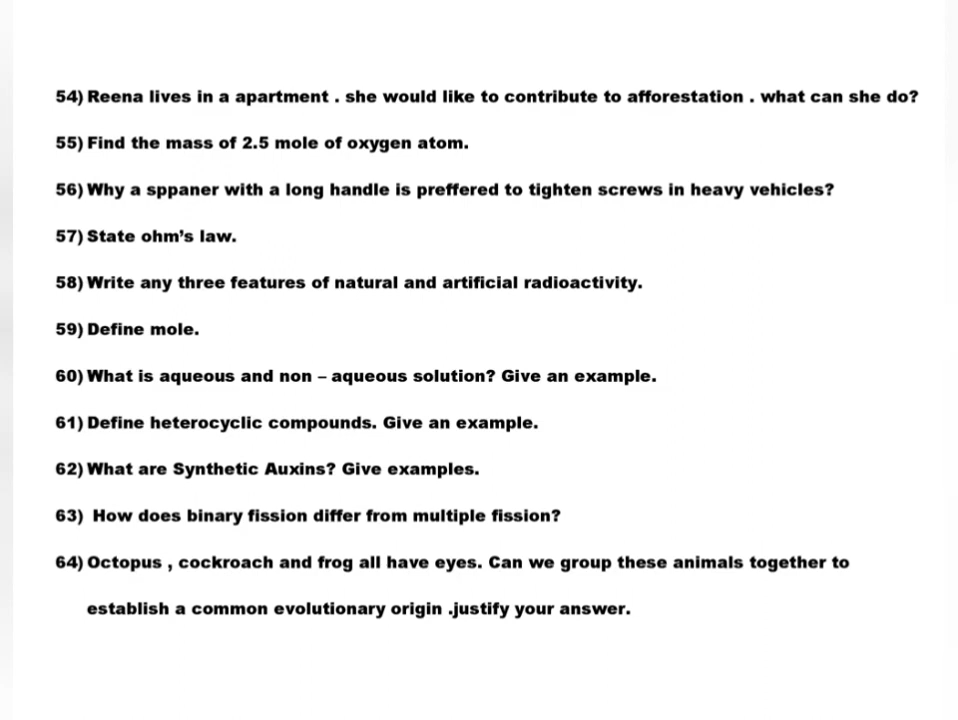 54) Reena lives in a apartment . she would like to contribute to afforestation . what can she do?
55) Find the mass of 2.5 mole of oxygen atom.
56) Why a sppaner with a long handle is preffered to tighten screws in heavy vehicles?
57) State ohm's law.
58) Write any three features of natural and artificial radioactivity.
59) Define mole.
60) What is aqueous and non – aqueous solution? Give an example.
61) Define heterocyclic compounds. Give an example.
62) What are Synthetic Auxins? Give examples.
63) How does binary fission differ from multiple fission?
64) Octopus , cockroach and frog all have eyes. Can we group these animals together to
establish a common evolutionary origin .justify your answer.